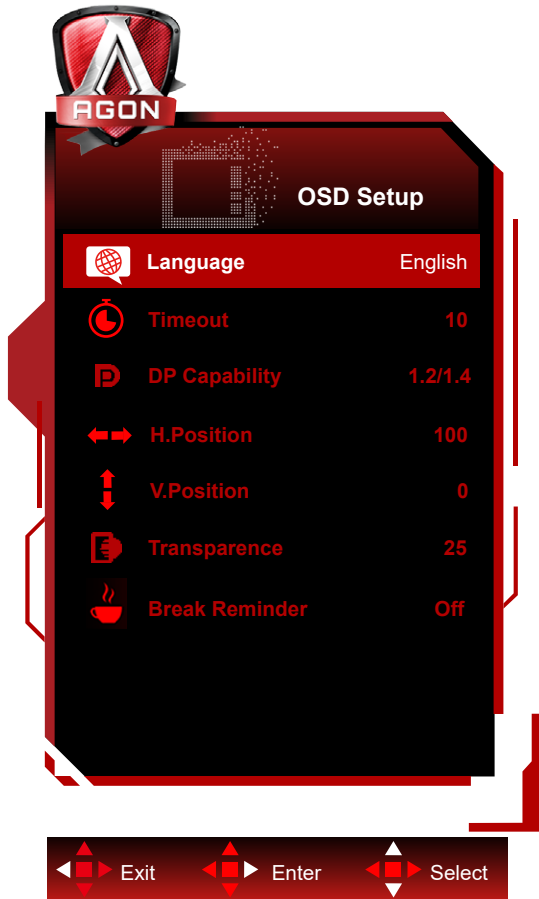 AGON
OSD Setup
Language English
Timeout 10
DP Capability 1.2/1.4
H.Position 100
V.Position 0
Transparence 25
Break Reminder Off
Exit Enter Select